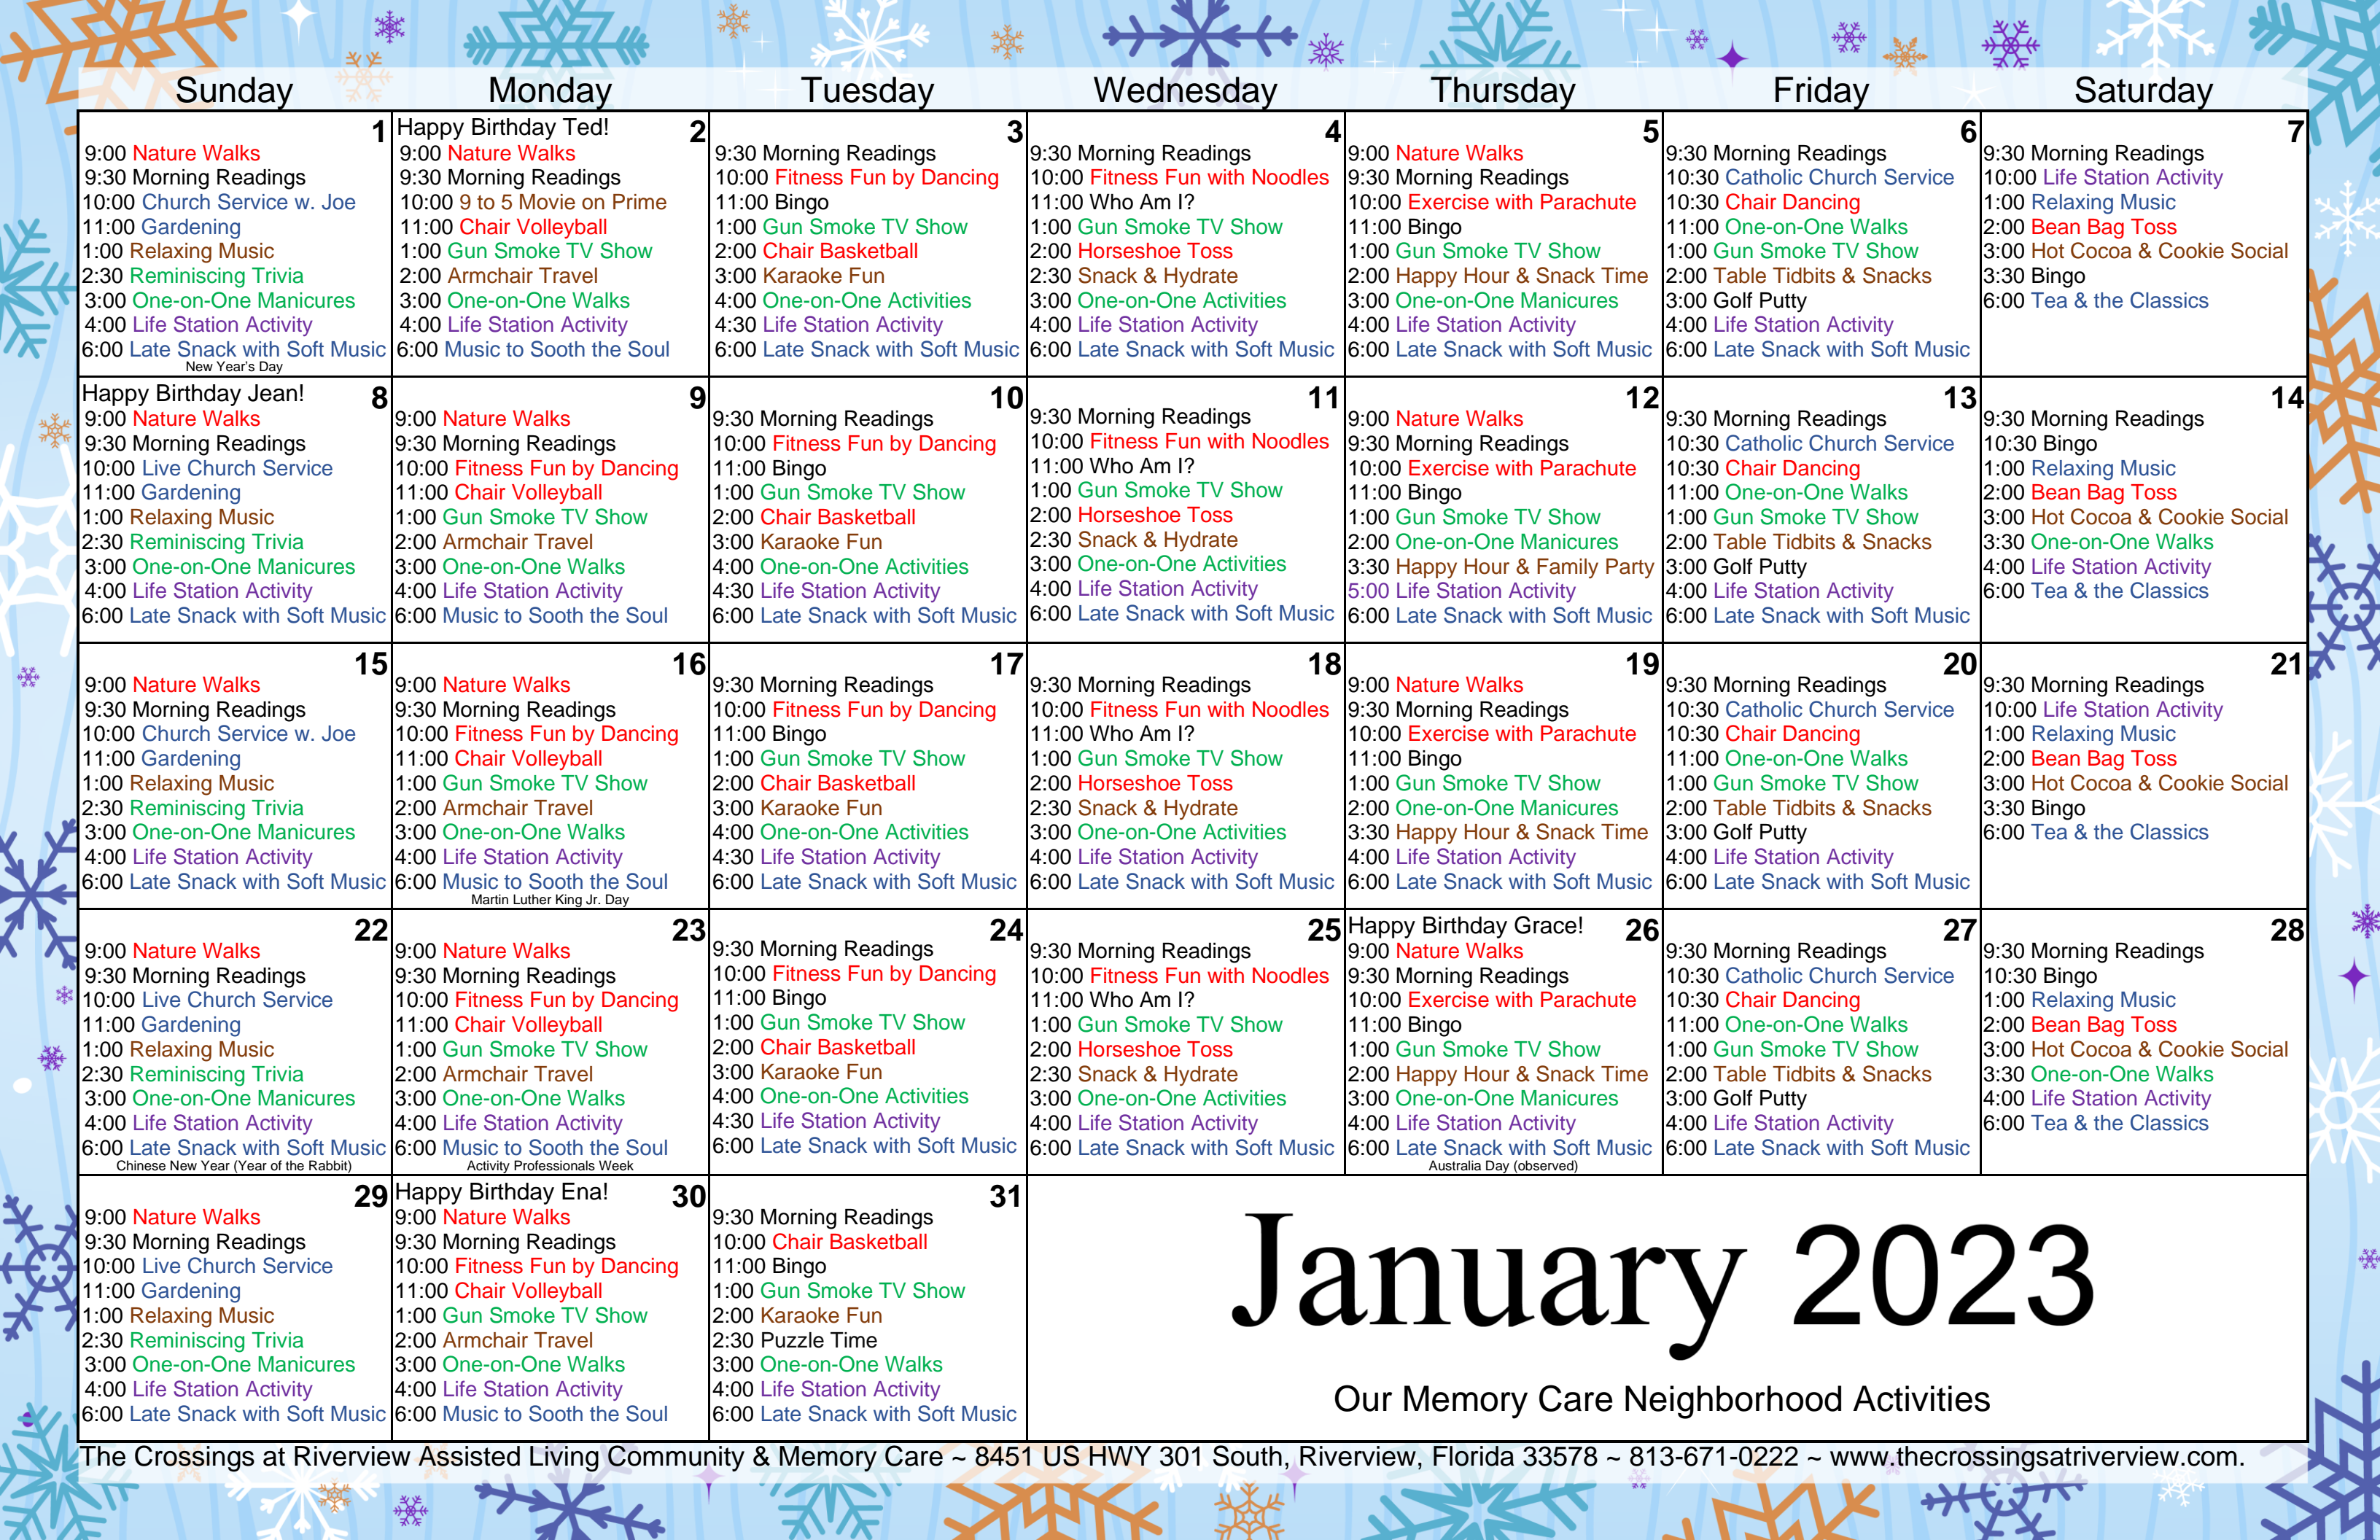 Sunday Monday Tuesday Wednesday Thursday Friday Saturday
1
9:00 Nature Walks
9:30 Morning Readings
10:00 Church Service w. Joe
11:00 Gardening
1:00 Relaxing Music
2:30 Reminiscing Trivia
3:00 One-on-One Manicures
4:00 Life Station Activity
6:00 Late Snack with Soft Music
New Year's Day
Happy Birthday Ted! 2
9:00 Nature Walks
9:30 Morning Readings
10:00 9 to 5 Movie on Prime
11:00 Chair Volleyball
1:00 Gun Smoke TV Show
2:00 Armchair Travel
3:00 One-on-One Walks
4:00 Life Station Activity
6:00 Music to Sooth the Soul
3
9:30 Morning Readings
10:00 Fitness Fun by Dancing
11:00 Bingo
1:00 Gun Smoke TV Show
2:00 Chair Basketball
3:00 Karaoke Fun
4:00 One-on-One Activities
4:30 Life Station Activity
6:00 Late Snack with Soft Music
4
9:30 Morning Readings
10:00 Fitness Fun with Noodles
11:00 Who Am I?
1:00 Gun Smoke TV Show
2:00 Horseshoe Toss
2:30 Snack & Hydrate
3:00 One-on-One Activities
4:00 Life Station Activity
6:00 Late Snack with Soft Music
5
9:00 Nature Walks
9:30 Morning Readings
10:00 Exercise with Parachute
11:00 Bingo
1:00 Gun Smoke TV Show
2:00 Happy Hour & Snack Time
3:00 One-on-One Manicures
4:00 Life Station Activity
6:00 Late Snack with Soft Music
6
9:30 Morning Readings
10:30 Catholic Church Service
10:30 Chair Dancing
11:00 One-on-One Walks
1:00 Gun Smoke TV Show
2:00 Table Tidbits & Snacks
3:00 Golf Putty
4:00 Life Station Activity
6:00 Late Snack with Soft Music
7
9:30 Morning Readings
10:00 Life Station Activity
1:00 Relaxing Music
2:00 Bean Bag Toss
3:00 Hot Cocoa & Cookie Social
3:30 Bingo
6:00 Tea & the Classics
Happy Birthday Jean! 8
9:00 Nature Walks
9:30 Morning Readings
10:00 Live Church Service
11:00 Gardening
1:00 Relaxing Music
2:30 Reminiscing Trivia
3:00 One-on-One Manicures
4:00 Life Station Activity
6:00 Late Snack with Soft Music
9
9:00 Nature Walks
9:30 Morning Readings
10:00 Fitness Fun by Dancing
11:00 Chair Volleyball
1:00 Gun Smoke TV Show
2:00 Armchair Travel
3:00 One-on-One Walks
4:00 Life Station Activity
6:00 Music to Sooth the Soul
10
9:30 Morning Readings
10:00 Fitness Fun by Dancing
11:00 Bingo
1:00 Gun Smoke TV Show
2:00 Chair Basketball
3:00 Karaoke Fun
4:00 One-on-One Activities
4:30 Life Station Activity
6:00 Late Snack with Soft Music
11
9:30 Morning Readings
10:00 Fitness Fun with Noodles
11:00 Who Am I?
1:00 Gun Smoke TV Show
2:00 Horseshoe Toss
2:30 Snack & Hydrate
3:00 One-on-One Activities
4:00 Life Station Activity
6:00 Late Snack with Soft Music
12
9:00 Nature Walks
9:30 Morning Readings
10:00 Exercise with Parachute
11:00 Bingo
1:00 Gun Smoke TV Show
2:00 One-on-One Manicures
3:30 Happy Hour & Family Party
5:00 Life Station Activity
6:00 Late Snack with Soft Music
13
9:30 Morning Readings
10:30 Catholic Church Service
10:30 Chair Dancing
11:00 One-on-One Walks
1:00 Gun Smoke TV Show
2:00 Table Tidbits & Snacks
3:00 Golf Putty
4:00 Life Station Activity
6:00 Late Snack with Soft Music
14
9:30 Morning Readings
10:30 Bingo
1:00 Relaxing Music
2:00 Bean Bag Toss
3:00 Hot Cocoa & Cookie Social
3:30 One-on-One Walks
4:00 Life Station Activity
6:00 Tea & the Classics
15
9:00 Nature Walks
9:30 Morning Readings
10:00 Church Service w. Joe
11:00 Gardening
1:00 Relaxing Music
2:30 Reminiscing Trivia
3:00 One-on-One Manicures
4:00 Life Station Activity
6:00 Late Snack with Soft Music
16
9:00 Nature Walks
9:30 Morning Readings
10:00 Fitness Fun by Dancing
11:00 Chair Volleyball
1:00 Gun Smoke TV Show
2:00 Armchair Travel
3:00 One-on-One Walks
4:00 Life Station Activity
6:00 Music to Sooth the Soul
Martin Luther King Jr. Day
17
9:30 Morning Readings
10:00 Fitness Fun by Dancing
11:00 Bingo
1:00 Gun Smoke TV Show
2:00 Chair Basketball
3:00 Karaoke Fun
4:00 One-on-One Activities
4:30 Life Station Activity
6:00 Late Snack with Soft Music
18
9:30 Morning Readings
10:00 Fitness Fun with Noodles
11:00 Who Am I?
1:00 Gun Smoke TV Show
2:00 Horseshoe Toss
2:30 Snack & Hydrate
3:00 One-on-One Activities
4:00 Life Station Activity
6:00 Late Snack with Soft Music
19
9:00 Nature Walks
9:30 Morning Readings
10:00 Exercise with Parachute
11:00 Bingo
1:00 Gun Smoke TV Show
2:00 One-on-One Manicures
3:30 Happy Hour & Snack Time
4:00 Life Station Activity
6:00 Late Snack with Soft Music
20
9:30 Morning Readings
10:30 Catholic Church Service
10:30 Chair Dancing
11:00 One-on-One Walks
1:00 Gun Smoke TV Show
2:00 Table Tidbits & Snacks
3:00 Golf Putty
4:00 Life Station Activity
6:00 Late Snack with Soft Music
21
9:30 Morning Readings
10:00 Life Station Activity
1:00 Relaxing Music
2:00 Bean Bag Toss
3:00 Hot Cocoa & Cookie Social
3:30 Bingo
6:00 Tea & the Classics
22
9:00 Nature Walks
9:30 Morning Readings
10:00 Live Church Service
11:00 Gardening
1:00 Relaxing Music
2:30 Reminiscing Trivia
3:00 One-on-One Manicures
4:00 Life Station Activity
6:00 Late Snack with Soft Music
Chinese New Year (Year of the Rabbit)
23
9:00 Nature Walks
9:30 Morning Readings
10:00 Fitness Fun by Dancing
11:00 Chair Volleyball
1:00 Gun Smoke TV Show
2:00 Armchair Travel
3:00 One-on-One Walks
4:00 Life Station Activity
6:00 Music to Sooth the Soul
Activity Professionals Week
24
9:30 Morning Readings
10:00 Fitness Fun by Dancing
11:00 Bingo
1:00 Gun Smoke TV Show
2:00 Chair Basketball
3:00 Karaoke Fun
4:00 One-on-One Activities
4:30 Life Station Activity
6:00 Late Snack with Soft Music
25
9:30 Morning Readings
10:00 Fitness Fun with Noodles
11:00 Who Am I?
1:00 Gun Smoke TV Show
2:00 Horseshoe Toss
2:30 Snack & Hydrate
3:00 One-on-One Activities
4:00 Life Station Activity
6:00 Late Snack with Soft Music
Happy Birthday Grace! 26
9:00 Nature Walks
9:30 Morning Readings
10:00 Exercise with Parachute
11:00 Bingo
1:00 Gun Smoke TV Show
2:00 Happy Hour & Snack Time
3:00 One-on-One Manicures
4:00 Life Station Activity
6:00 Late Snack with Soft Music
Australia Day (observed)
27
9:30 Morning Readings
10:30 Catholic Church Service
10:30 Chair Dancing
11:00 One-on-One Walks
1:00 Gun Smoke TV Show
2:00 Table Tidbits & Snacks
3:00 Golf Putty
4:00 Life Station Activity
6:00 Late Snack with Soft Music
28
9:30 Morning Readings
10:30 Bingo
1:00 Relaxing Music
2:00 Bean Bag Toss
3:00 Hot Cocoa & Cookie Social
3:30 One-on-One Walks
4:00 Life Station Activity
6:00 Tea & the Classics
29
9:00 Nature Walks
9:30 Morning Readings
10:00 Live Church Service
11:00 Gardening
1:00 Relaxing Music
2:30 Reminiscing Trivia
3:00 One-on-One Manicures
4:00 Life Station Activity
6:00 Late Snack with Soft Music
Happy Birthday Ena! 30
9:00 Nature Walks
9:30 Morning Readings
10:00 Fitness Fun by Dancing
11:00 Chair Volleyball
1:00 Gun Smoke TV Show
2:00 Armchair Travel
3:00 One-on-One Walks
4:00 Life Station Activity
6:00 Music to Sooth the Soul
31
9:30 Morning Readings
10:00 Chair Basketball
11:00 Bingo
1:00 Gun Smoke TV Show
2:00 Karaoke Fun
2:30 Puzzle Time
3:00 One-on-One Walks
4:00 Life Station Activity
6:00 Late Snack with Soft Music
January 2023
Our Memory Care Neighborhood Activities
The Crossings at Riverview Assisted Living Community & Memory Care ~ 8451 US HWY 301 South, Riverview, Florida 33578 ~ 813-671-0222 ~ www.thecrossingsatriverview.com.